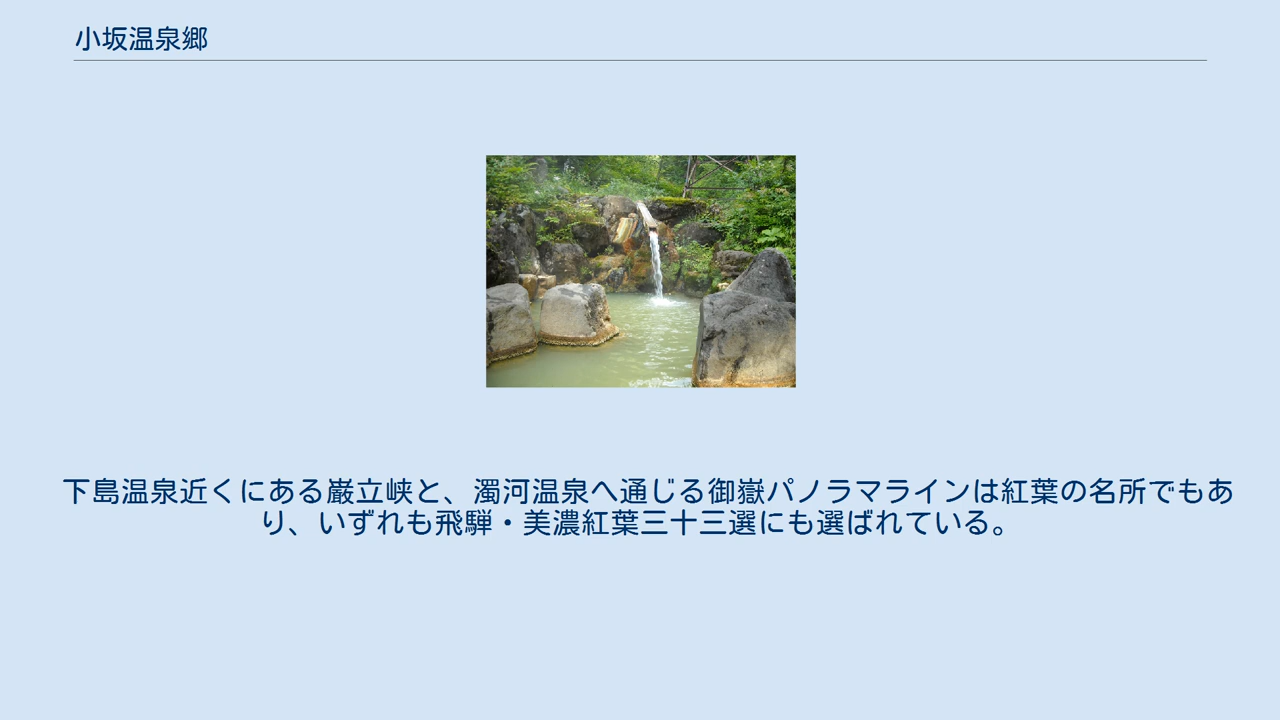 小坂温泉郷
下島温泉近くにある巌立峡と、濁河温泉へ通じる御嶽パノラマラインは紅葉の名所でもあ
り、いずれも飛騨・美濃紅葉三十三選にも選ばれている。